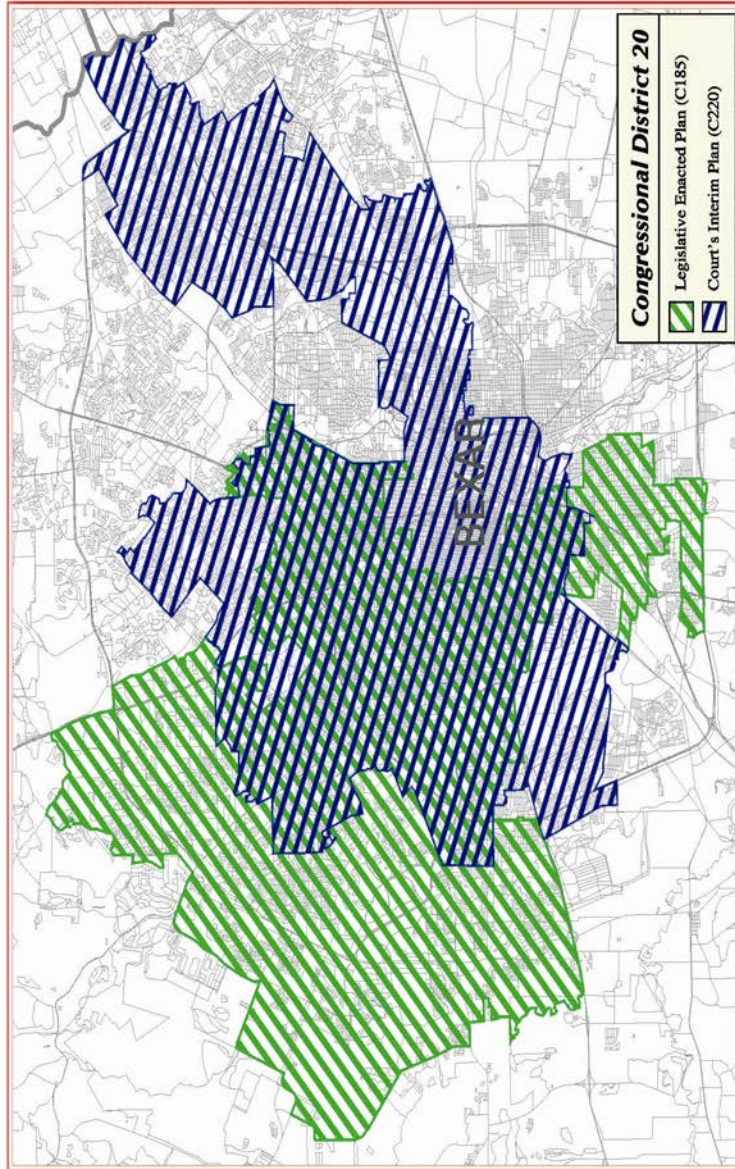 Congressional District 20
Legislative Enacted Plan (C185)
Court's Interim Plan (C220)
BEXAR